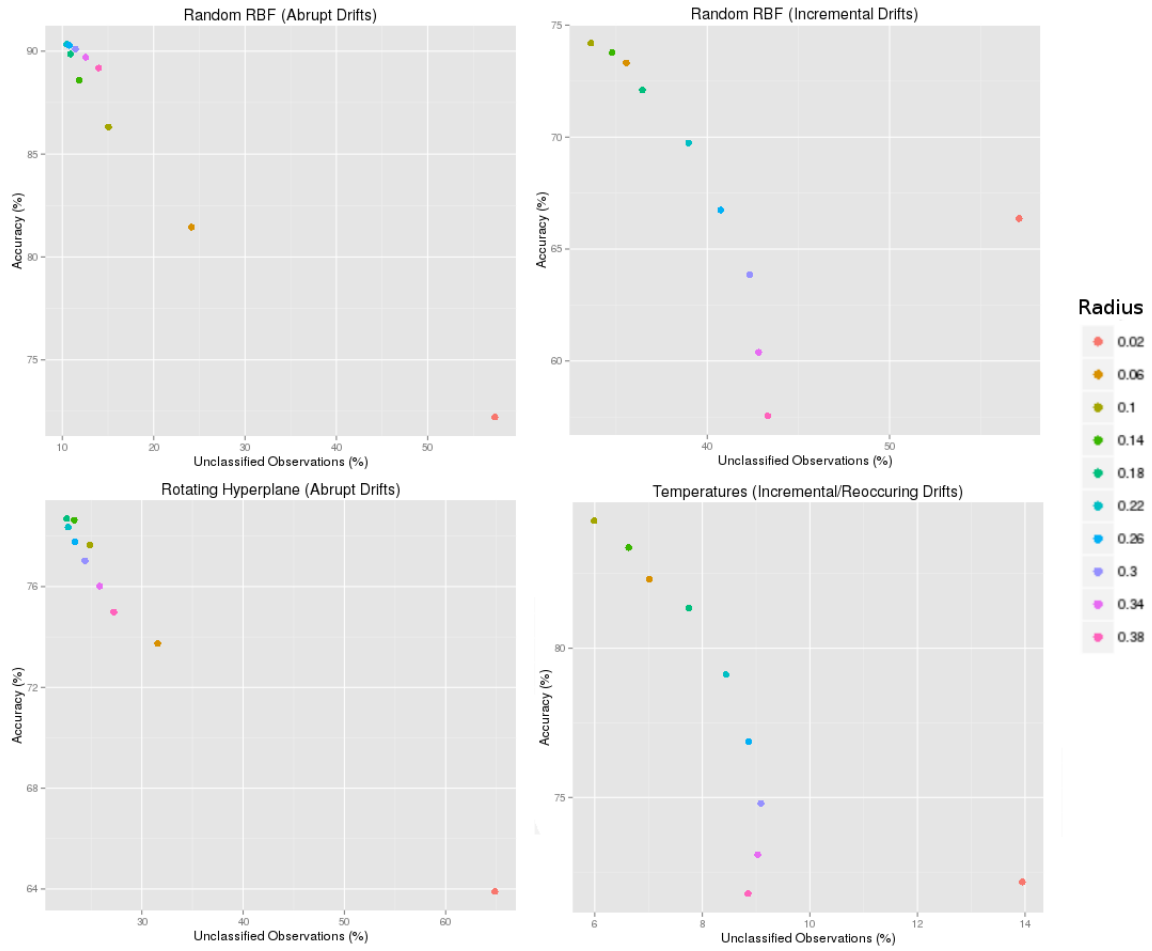 Random RBF (Abrupt Drifts)
90
85
80
75
Accuracy (%)
10 20 30 40 50
Unclassified Observations (%)
Random RBF (Incremental Drifts)
75
70
65
60
Accuracy (%)
40 50
Unclassified Observations (%)
Rotating Hyperplane (Abrupt Drifts)
76
72
68
64
Accuracy (%)
30 40 50 60
Unclassified Observations (%)
Temperatures (Incremental/Reoccuring Drifts)
80
75
Accuracy (%)
6 8 10 12 14
Unclassified Observations (%)
Radius
0.02
0.06
0.1
0.14
0.18
0.22
0.26
0.3
0.34
0.38